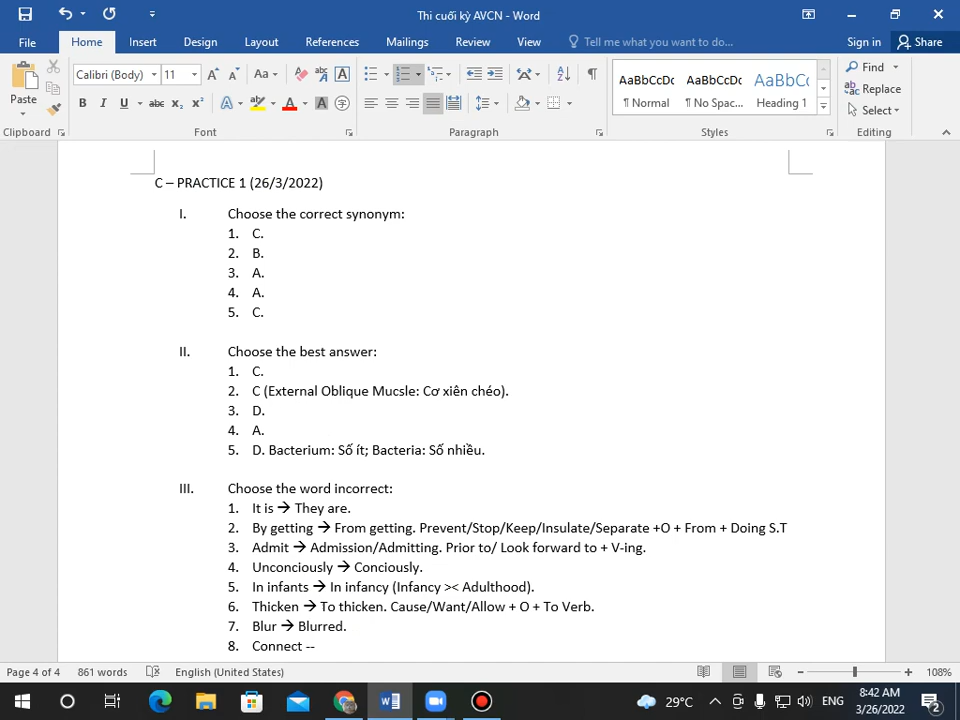 Thi cuối kỳ AVCN - Word
File Home Insert Design Layout References Mailings Review View Tell me what you want to do... Sign in Share
Paste Calibri (Body) 11 Aa AaBbCcDc AaBbCcDc AaBbCc Find
¶ Normal ¶ No Spac... Heading 1 Replace
B I U abc x₂ x² A A A Select
Clipboard Font Paragraph Styles Editing
C – PRACTICE 1 (26/3/2022)
I. Choose the correct synonym:
1. C.
2. B.
3. A.
4. A.
5. C.
II. Choose the best answer:
1. C.
2. C (External Oblique Mucsle: Cơ xiên chéo).
3. D.
4. A.
5. D. Bacterium: Số ít; Bacteria: Số nhiều.
III. Choose the word incorrect:
1. It is → They are.
2. By getting → From getting. Prevent/Stop/Keep/Insulate/Separate +O + From + Doing S.T
3. Admit → Admission/Admitting. Prior to/ Look forward to + V-ing.
4. Unconciously → Conciously.
5. In infants → In infancy (Infancy >< Adulthood).
6. Thicken → To thicken. Cause/Want/Allow + O + To Verb.
7. Blur → Blurred.
8. Connect --
Page 4 of 4 861 words English (United States) 108%
29°C ENG 8:42 AM
3/26/2022 2